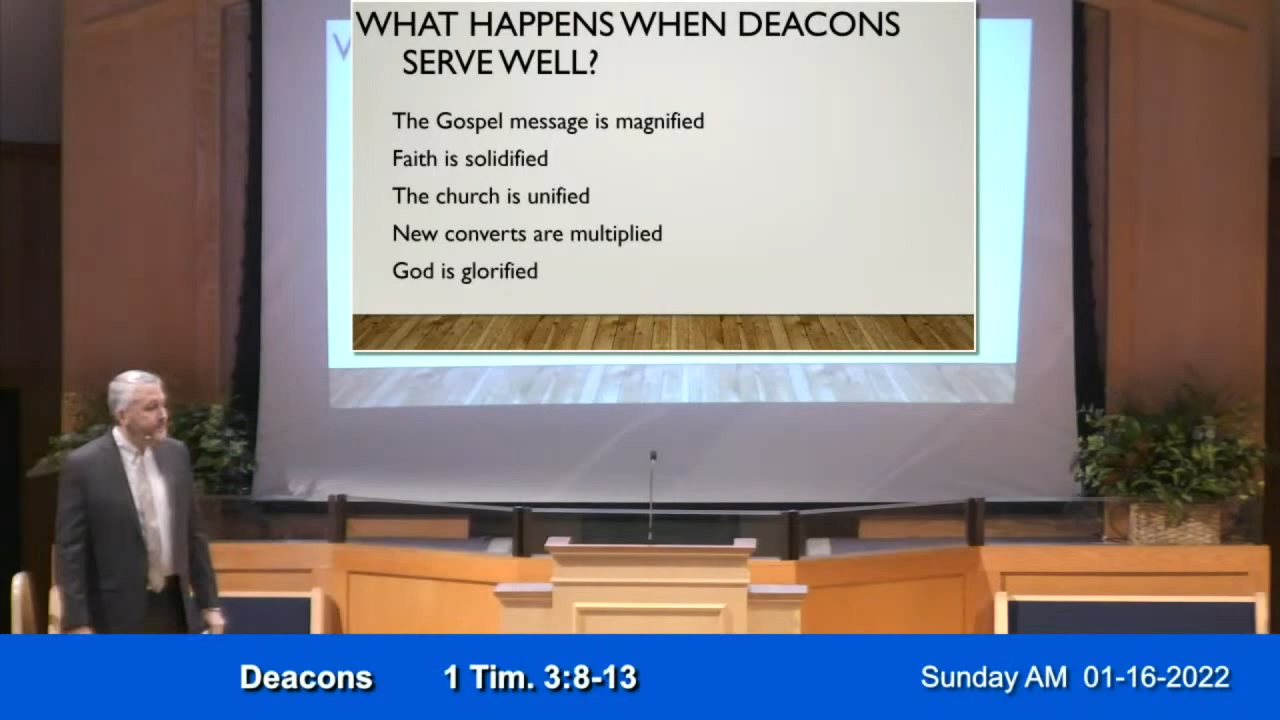 WHAT HAPPENS WHEN DEACONS
SERVE WELL?
The Gospel message is magnified
Faith is solidified
The church is unified
New converts are multiplied
God is glorified
Deacons 1 Tim. 3:8-13 Sunday AM 01-16-2022